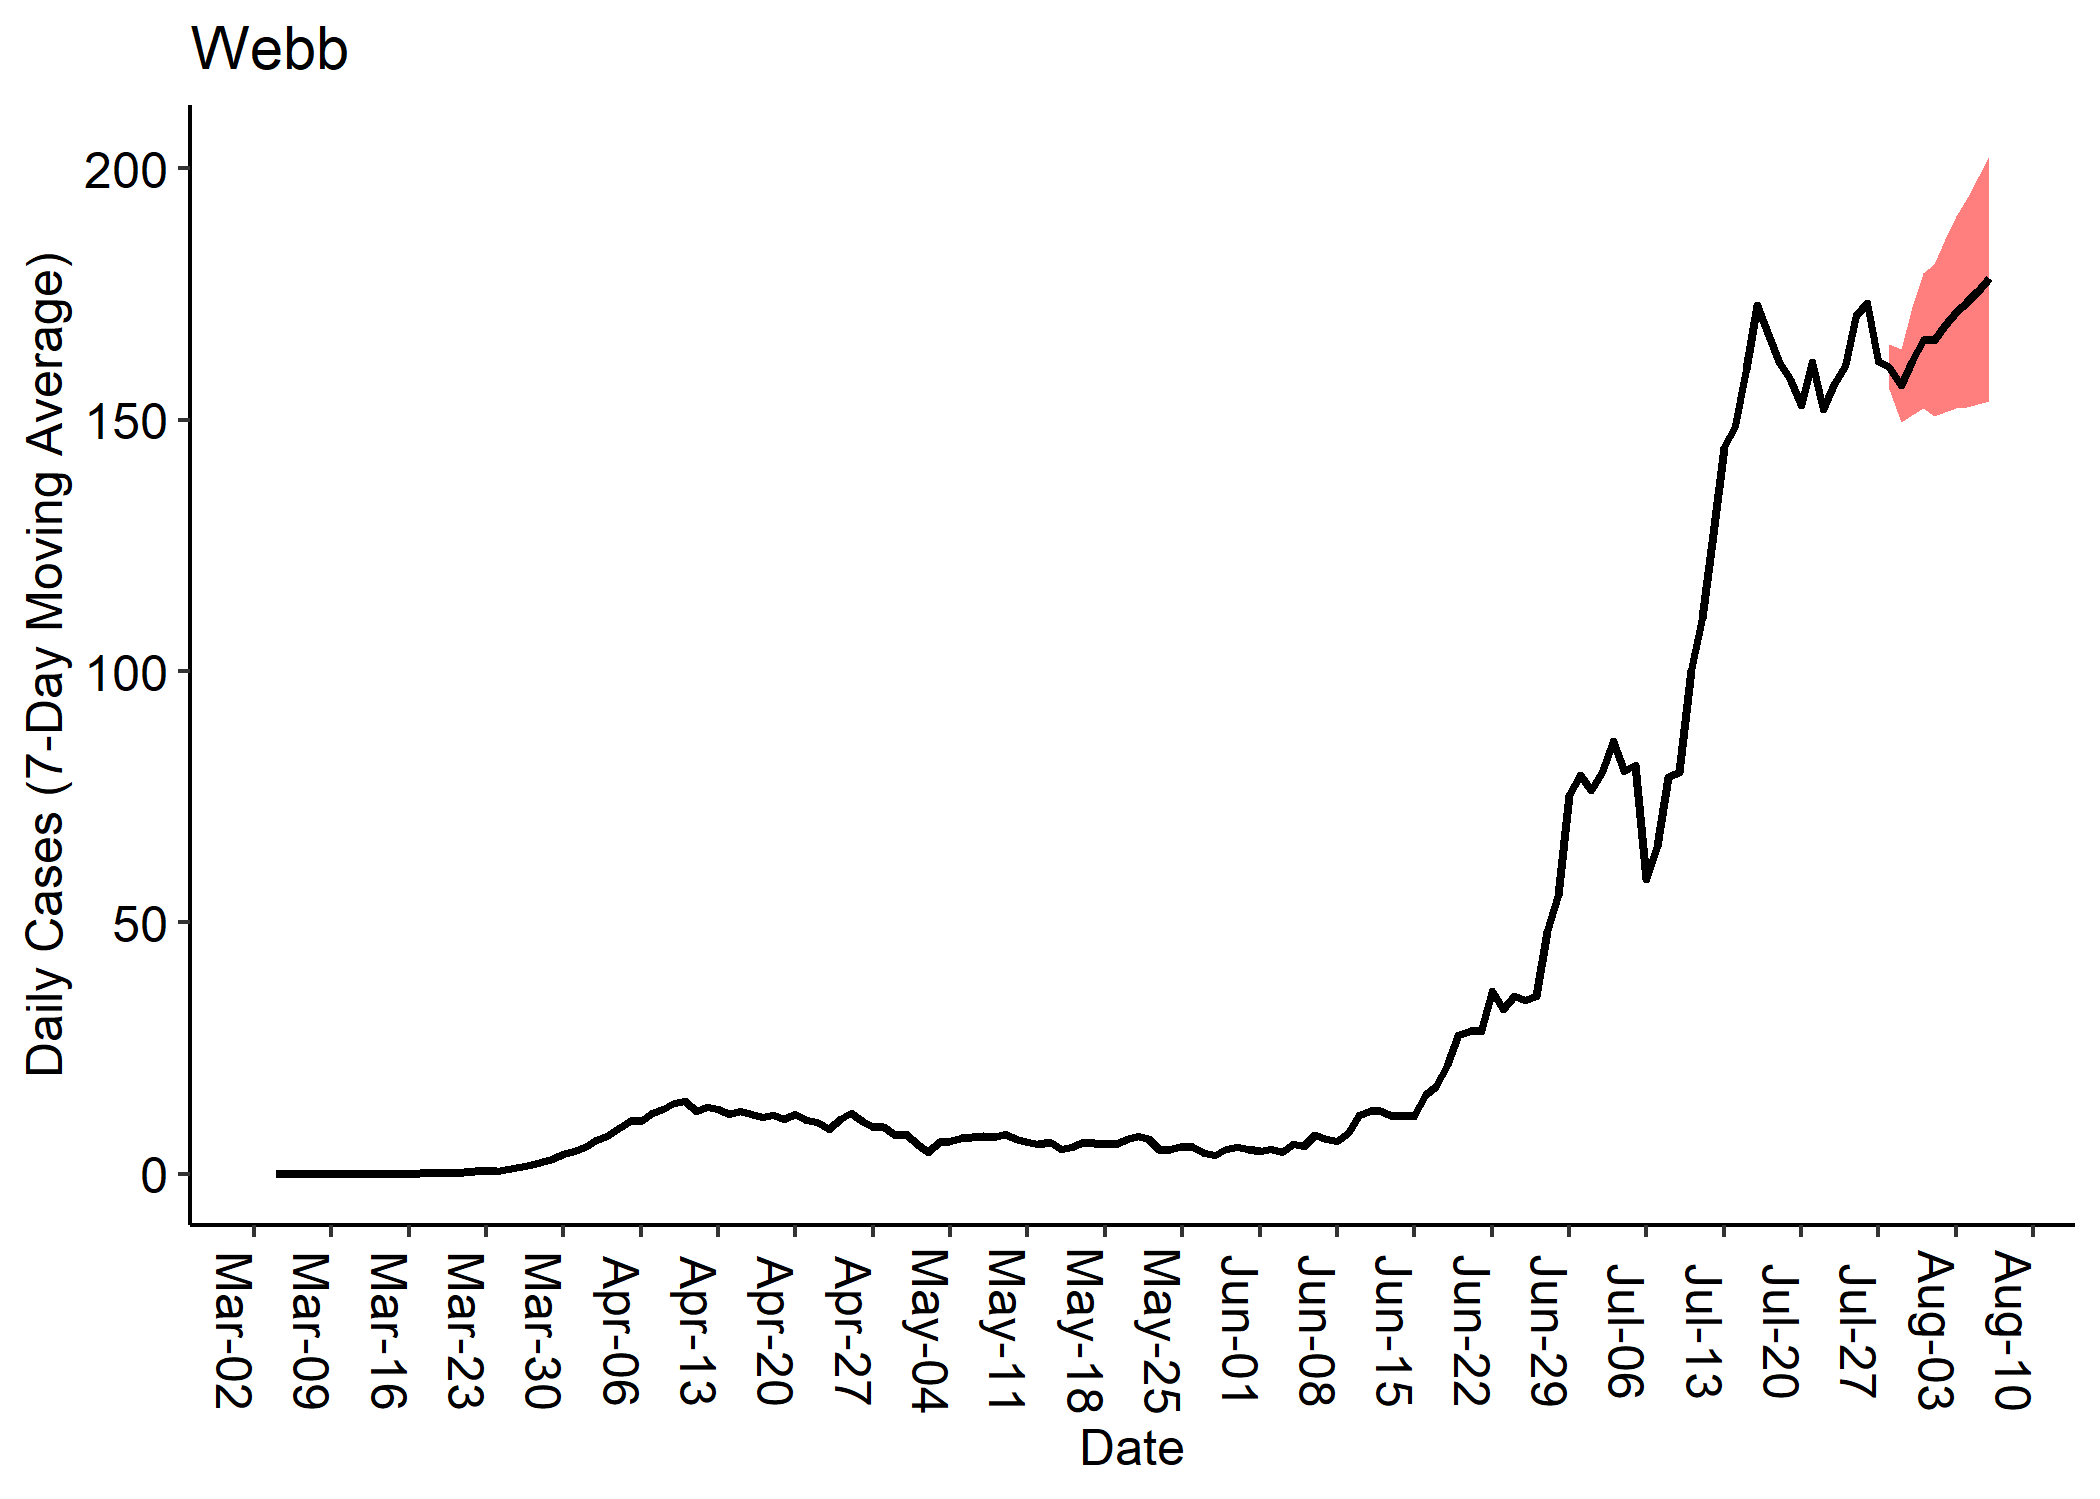 Webb
Daily Cases (7-Day Moving Average)
200
150
100
50
0
Mar-02
Mar-09
Mar-16
Mar-23
Mar-30
Apr-06
Apr-13
Apr-20
Apr-27
May-04
May-11
May-18
May-25
Jun-01
Jun-08
Jun-15
Jun-22
Jun-29
Jul-06
Jul-13
Jul-20
Jul-27
Aug-03
Aug-10
Date